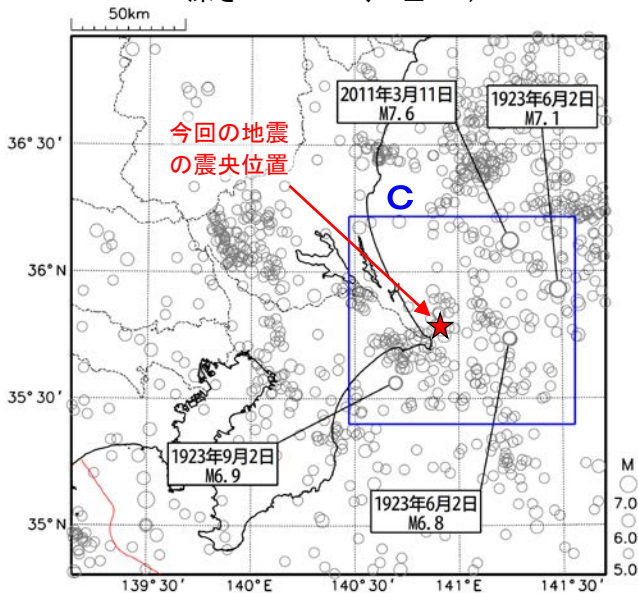 50km
2011年3月11日
M7.6
1923年6月2日
M7.1
36°30′
今回の地震
の震央位置
C
36°N
35°30′
1923年9月2日
M6.9
1923年6月2日
M6.8
35°N
M
7.0
6.0
5.0
139°30′
140°E
140°30′
141°E
141°30′